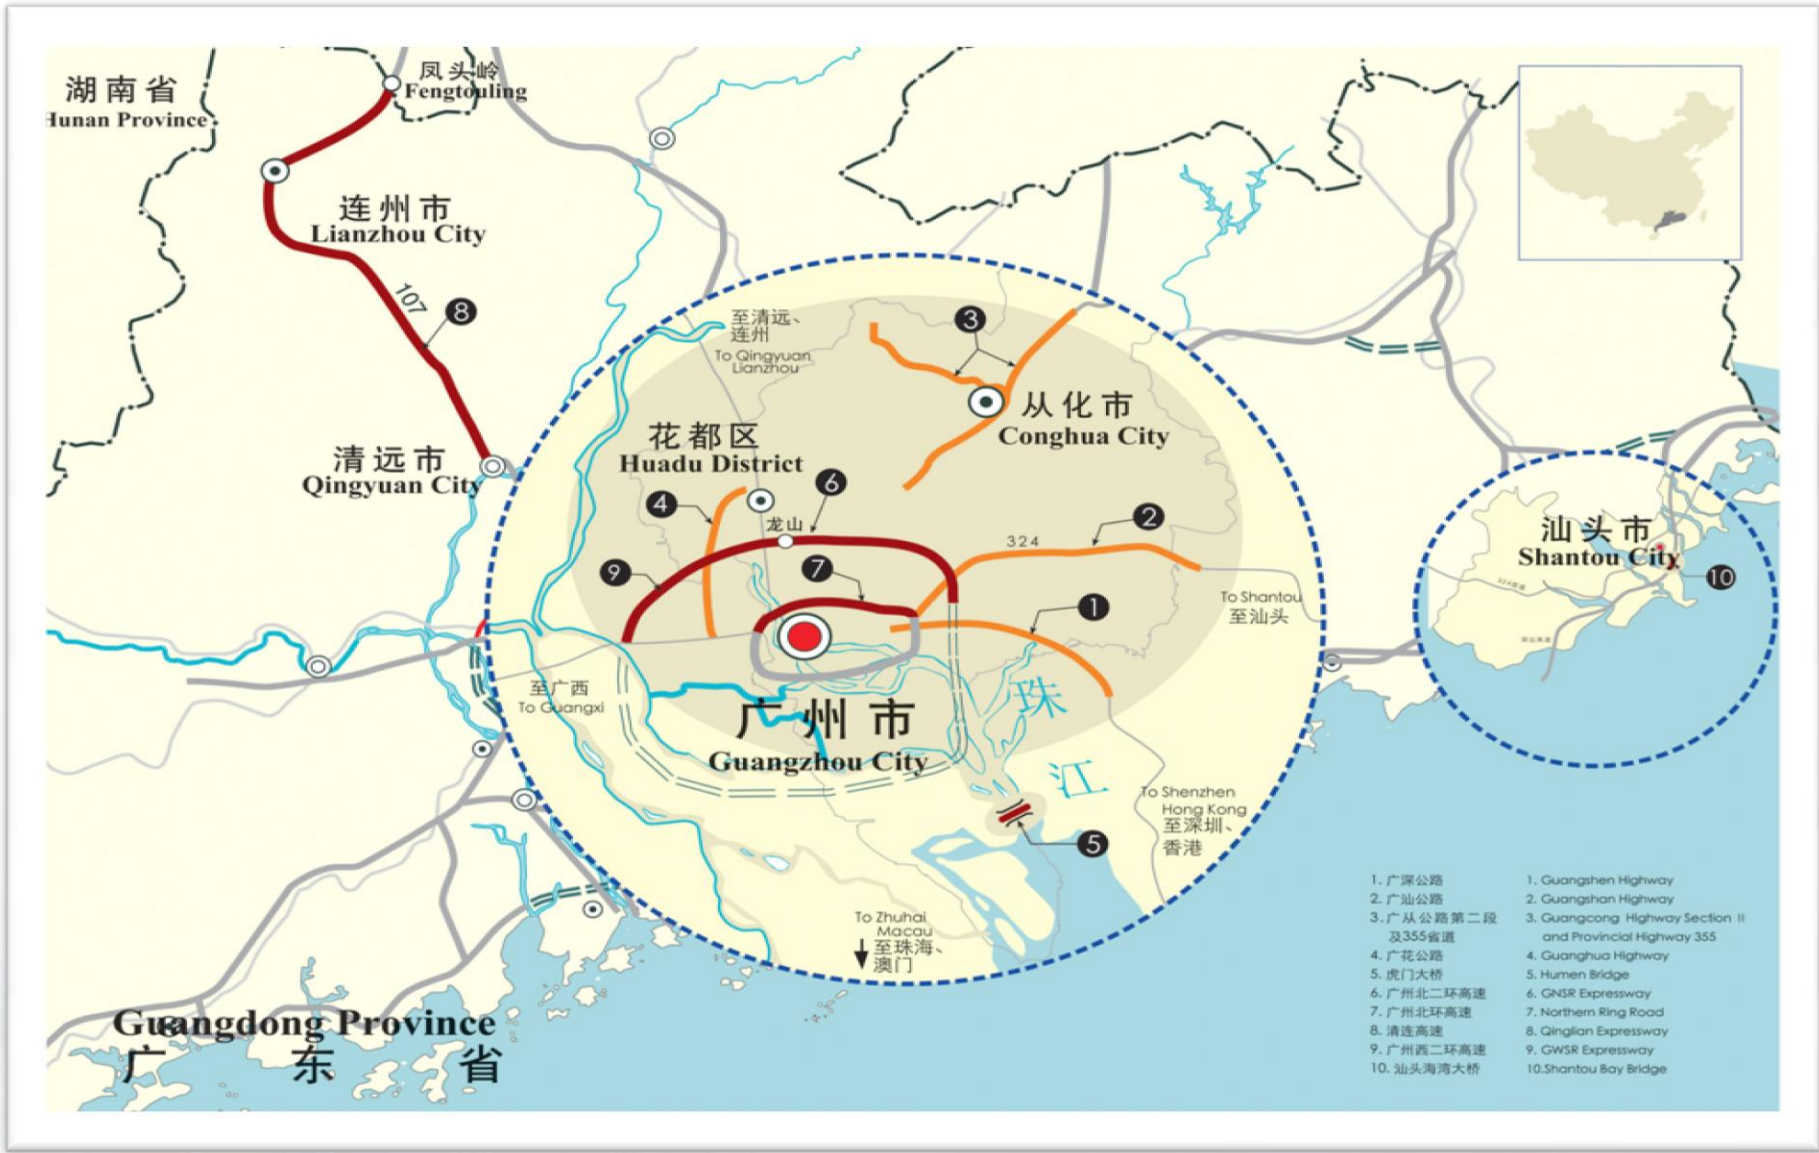 湖南省
Hunan Province
凤头岭
Fengtouling
连州市
Lianzhou City
107
8
清远市
Qingyuan City
至清远、
连州
To Qingyuan
Lianzhou
3
从化市
Conghua City
花都区
Huadu District
4
6
龙山
2
324
9
7
1
To Shantou
至汕头
汕头市
Shantou City
10
至广西
To Guangxi
广州市
Guangzhou City
珠
江
To Shenzhen
Hong Kong
至深圳、
香港
5
To Zhuhai
Macau
至珠海、
澳门
Guangdong Province
广东省
1. 广深公路
2. 广汕公路
3. 广从公路第二段
及355省道
4. 广花公路
5. 虎门大桥
6. 广州北二环高速
7. 广州北环高速
8. 清连高速
9. 广州西二环高速
10. 汕头海湾大桥
1. Guangshen Highway
2. Guangshan Highway
3. Guangcong Highway Section II
and Provincial Highway 355
4. Guanghua Highway
5. Humen Bridge
6. GNSR Expressway
7. Northern Ring Road
8. Qinglian Expressway
9. GWSR Expressway
10.Shantou Bay Bridge